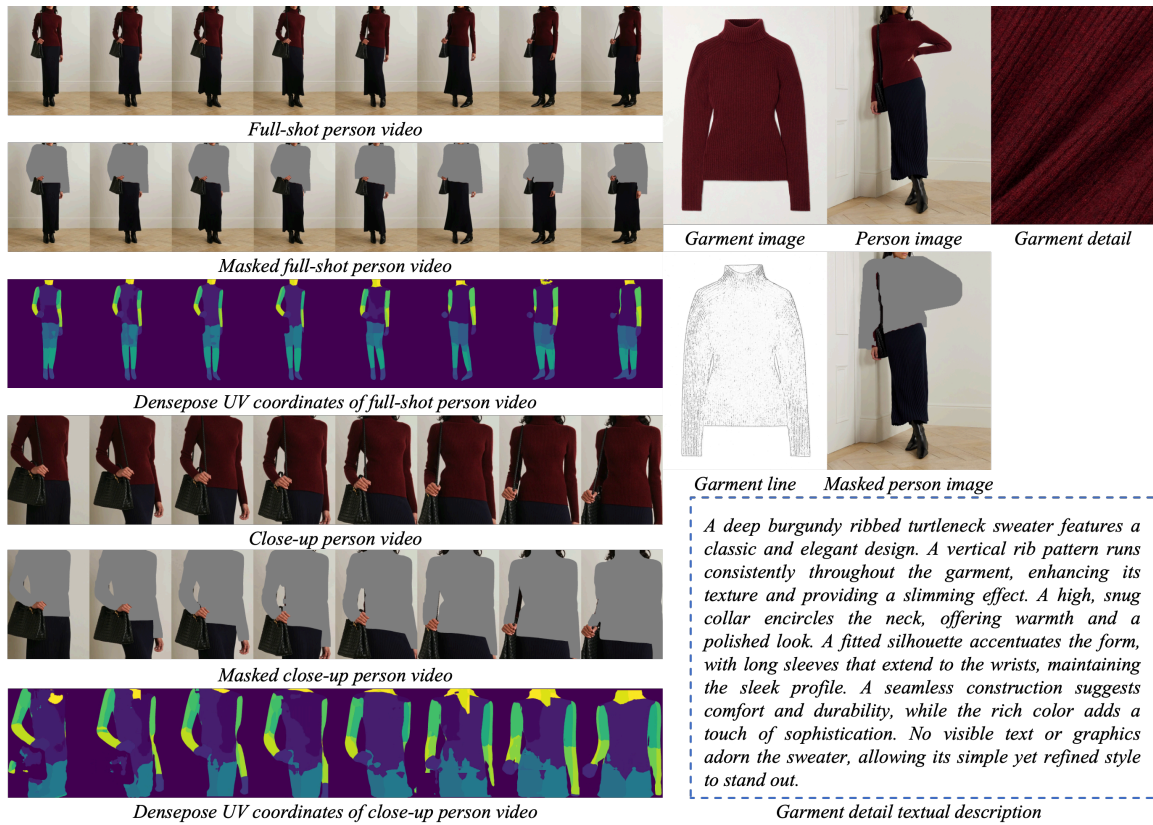 Full-shot person video
Masked full-shot person video
Densepose UV coordinates of full-shot person video
Close-up person video
Masked close-up person video
Densepose UV coordinates of close-up person video
Garment image
Person image
Garment detail
Garment line
Masked person image
A deep burgundy ribbed turtleneck sweater features a
classic and elegant design. A vertical rib pattern runs
consistently throughout the garment, enhancing its
texture and providing a slimming effect. A high, snug
collar encircles the neck, offering warmth and a
polished look. A fitted silhouette accentuates the form,
with long sleeves that extend to the wrists, maintaining
the sleek profile. A seamless construction suggests
comfort and durability, while the rich color adds a
touch of sophistication. No visible text or graphics
adorn the sweater, allowing its simple yet refined style
to stand out.
Garment detail textual description